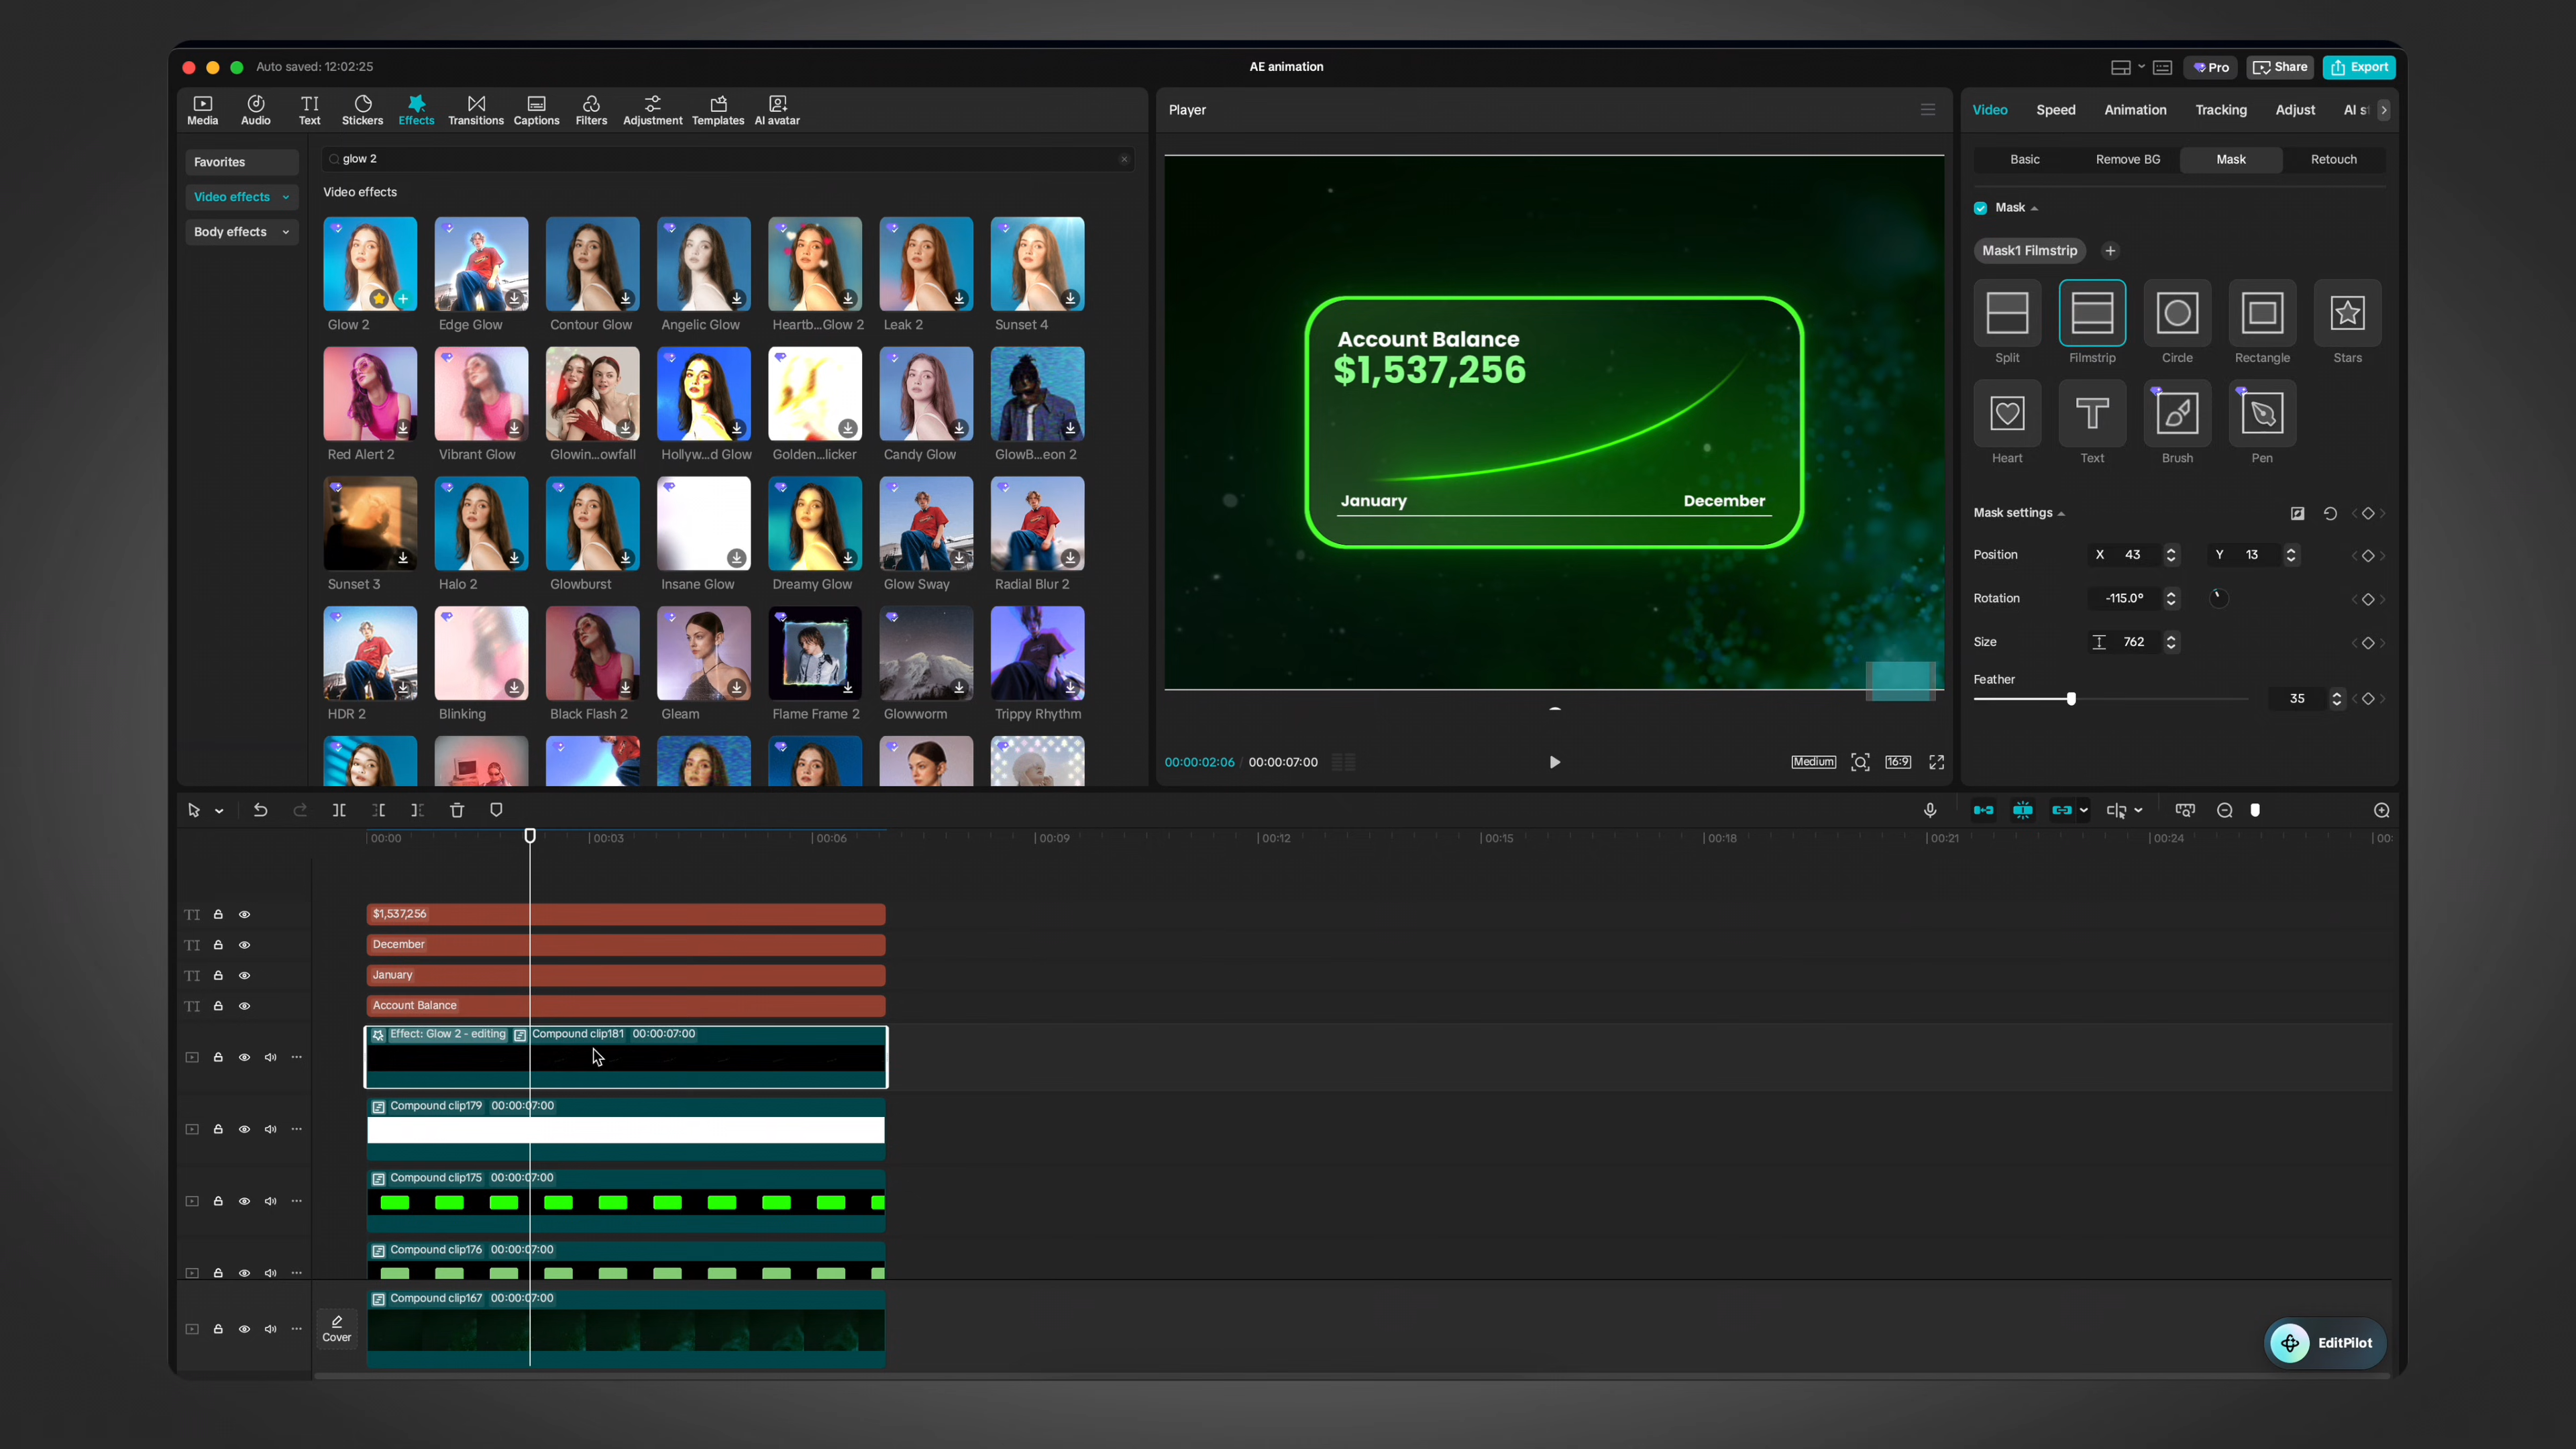 Auto saved: 12:02:25
AE animation
Pro
Share
Export
Media
Audio
TI
Text
Stickers
Effects
Transitions
Captions
Filters
Adjustment
Templates
AI avatar
Player
Video
Speed
Animation
Tracking
Adjust
AI s
Favorites
Video effects
Body effects
glow 2
Video effects
Glow 2
Edge Glow
Contour Glow
Angelic Glow
Heartb...Glow 2
Leak 2
Sunset 4
Red Alert 2
Vibrant Glow
Glowin...owfall
Hollyw...d Glow
Golden...licker
Candy Glow
GlowB...eon 2
Sunset 3
Halo 2
Glowburst
Insane Glow
Dreamy Glow
Glow Sway
Radial Blur 2
HDR 2
Blinking
Black Flash 2
Gleam
Flame Frame 2
Glowworm
Trippy Rhythm
Account Balance
$1,537,256
January
December
00:00:02:06 / 00:00:07:00
Medium
16:9
Basic
Remove BG
Mask
Retouch
Mask
Mask1 Filmstrip
Split
Filmstrip
Circle
Rectangle
Stars
Heart
Text
Brush
Pen
Mask settings
Position
X 43
Y 13
Rotation
-115.0°
Size
762
Feather
35
00:00
00:03
00:06
00:09
00:12
00:15
00:18
00:21
00:24
00:
TI
$1,537,256
TI
December
TI
January
TI
Account Balance
Effect: Glow 2 - editing
Compound clip181 00:00:07:00
Compound clip179 00:00:07:00
Compound clip175 00:00:07:00
Compound clip176 00:00:07:00
Compound clip167 00:00:07:00
Cover
EditPilot